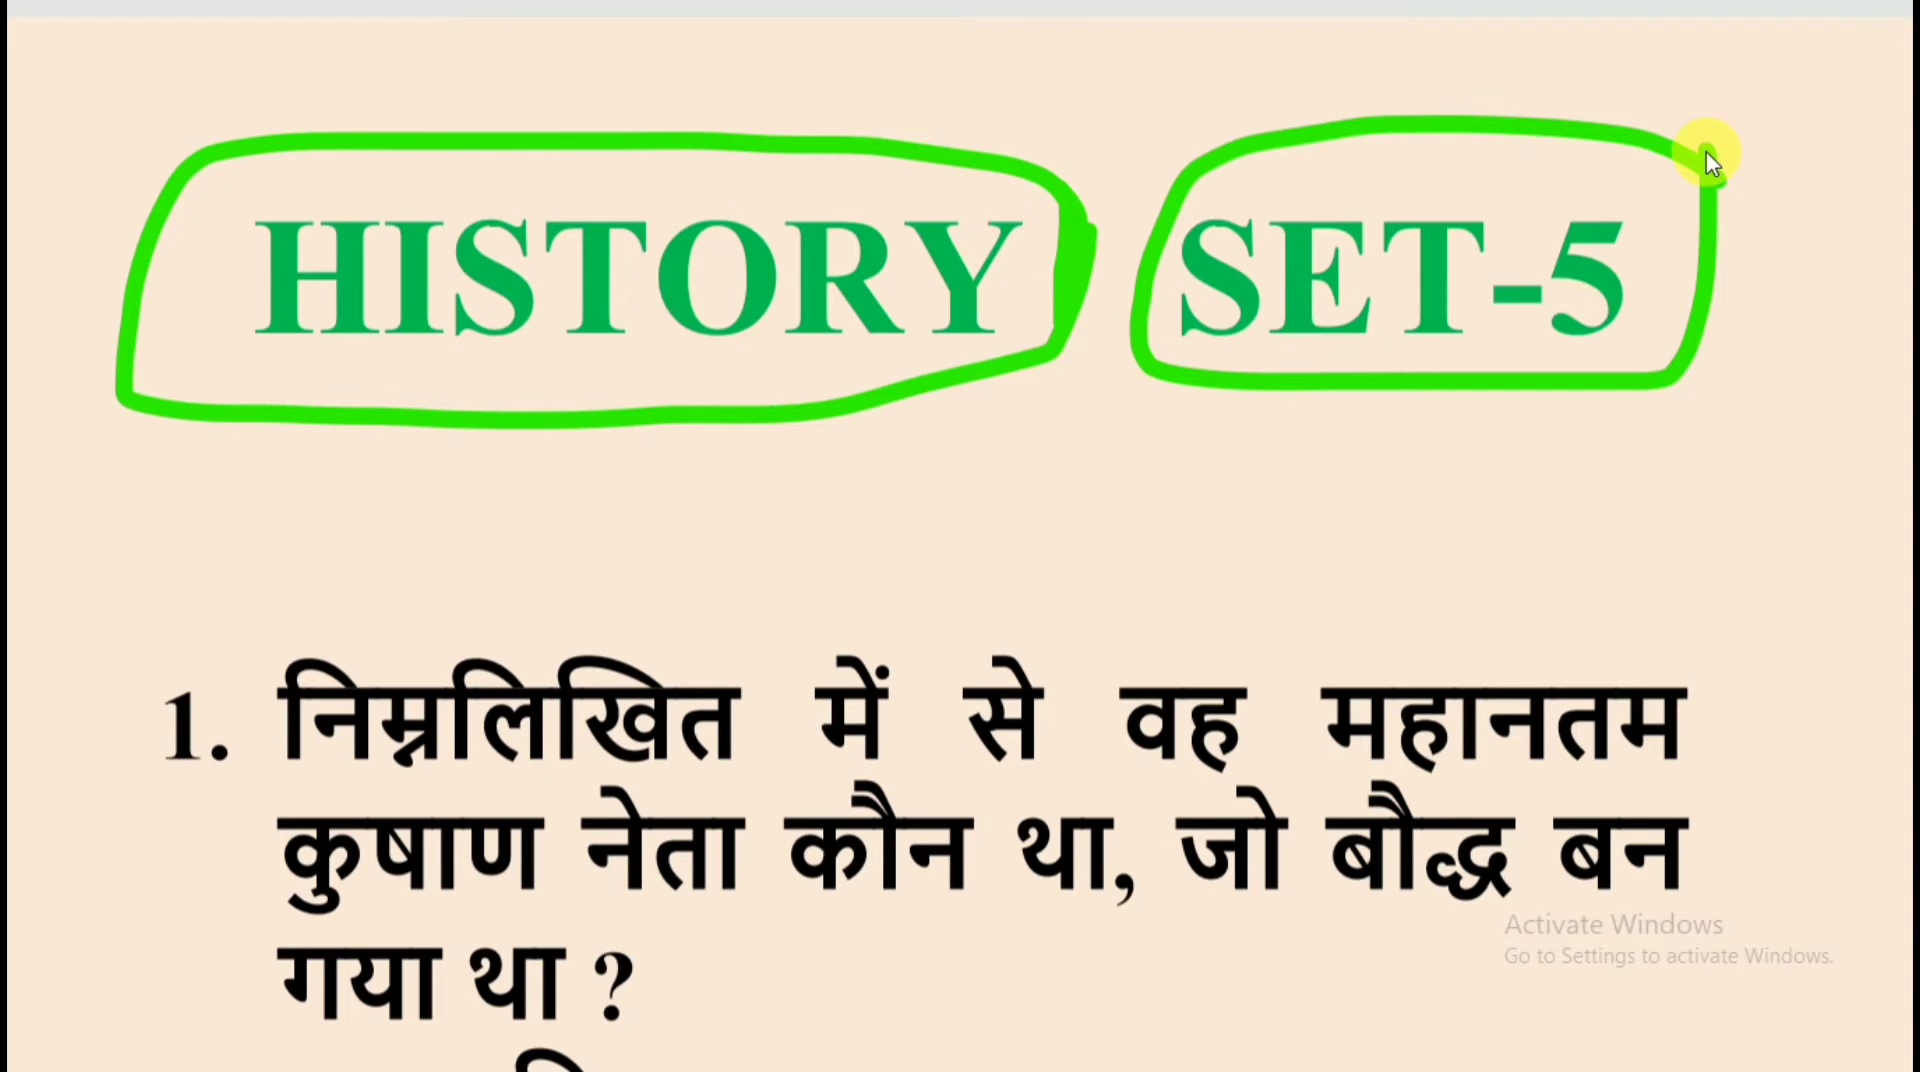 HISTORY SET-5
1. निम्नलिखित में से वह महानतम
कुषाण नेता कौन था, जो बौद्ध बन
गया था ?
Activate Windows
Go to Settings to activate Windows.